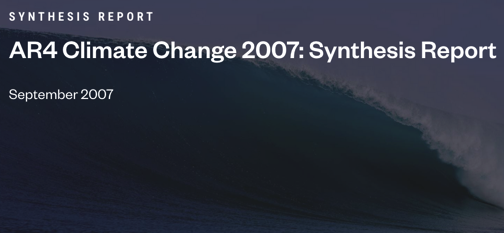 SYNTHESIS REPORT
AR4 Climate Change 2007: Synthesis Report
September 2007